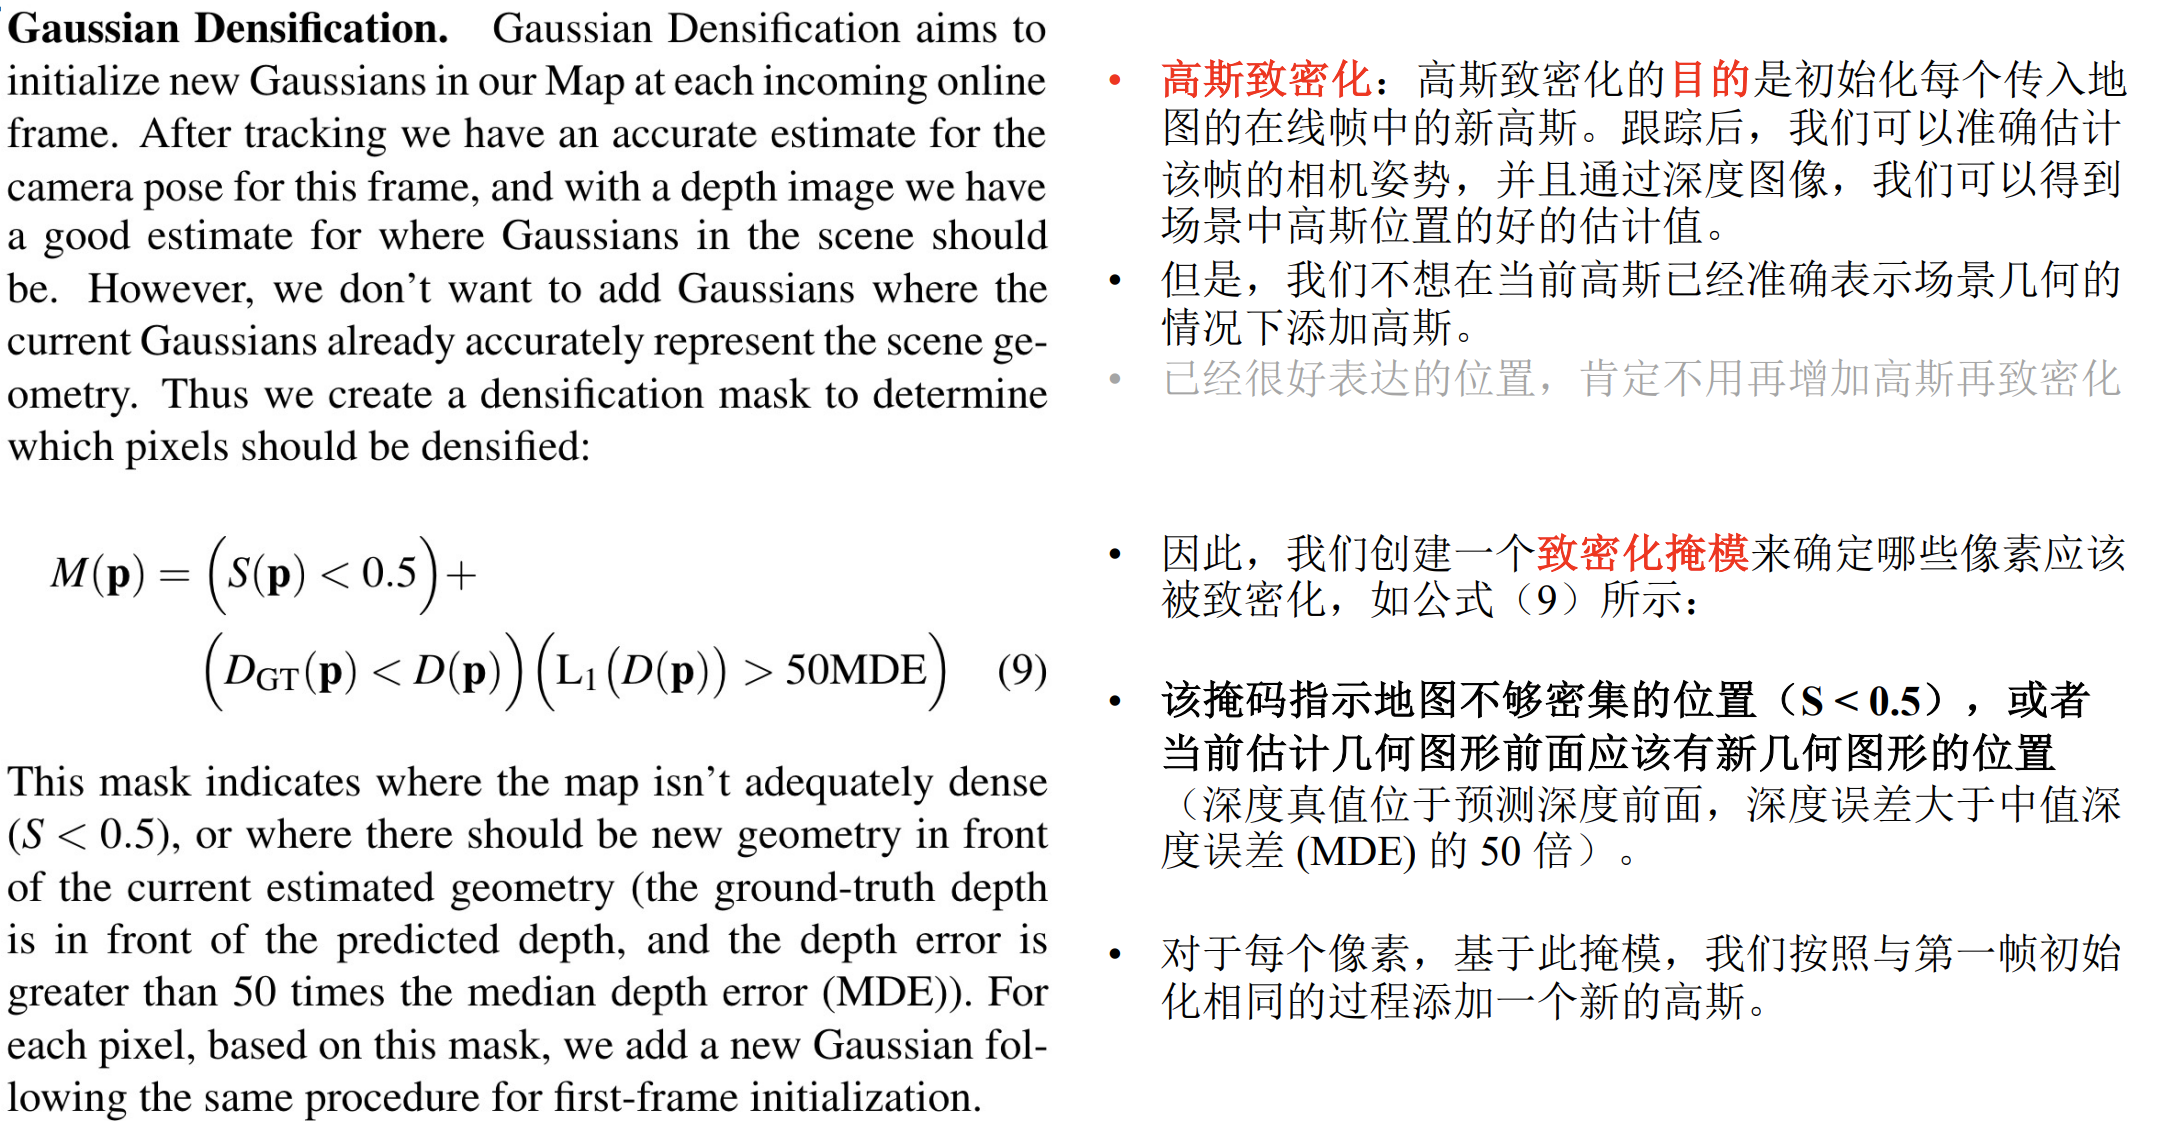 Gaussian Densification. Gaussian Densification aims to
initialize new Gaussians in our Map at each incoming online
frame. After tracking we have an accurate estimate for the
camera pose for this frame, and with a depth image we have
a good estimate for where Gaussians in the scene should
be. However, we don't want to add Gaussians where the
current Gaussians already accurately represent the scene ge-
ometry. Thus we create a densification mask to determine
which pixels should be densified:
M(p) = (S(p) < 0.5) +
(D_GT(p) < D(p)) (L_1(D(p)) > 50MDE) (9)
This mask indicates where the map isn't adequately dense
(S < 0.5), or where there should be new geometry in front
of the current estimated geometry (the ground-truth depth
is in front of the predicted depth, and the depth error is
greater than 50 times the median depth error (MDE)). For
each pixel, based on this mask, we add a new Gaussian fol-
lowing the same procedure for first-frame initialization.
• 高斯致密化：高斯致密化的目的是初始化每个传入地
图的在线帧中的新高斯。跟踪后，我们可以准确估计
该帧的相机姿势，并且通过深度图像，我们可以得到
场景中高斯位置的好的估计值。
• 但是，我们不想在当前高斯已经准确表示场景几何的
情况下添加高斯。
• 已经很好表达的位置，肯定不用再增加高斯再致密化
• 因此，我们创建一个致密化掩模来确定哪些像素应该
被致密化，如公式（9）所示：
• 该掩码指示地图不够密集的位置（S < 0.5），或者
当前估计几何图形前面应该有新几何图形的位置
（深度真值位于预测深度前面，深度误差大于中值深
度误差 (MDE) 的 50 倍）。
• 对于每个像素，基于此掩模，我们按照与第一帧初始
化相同的过程添加一个新的高斯。